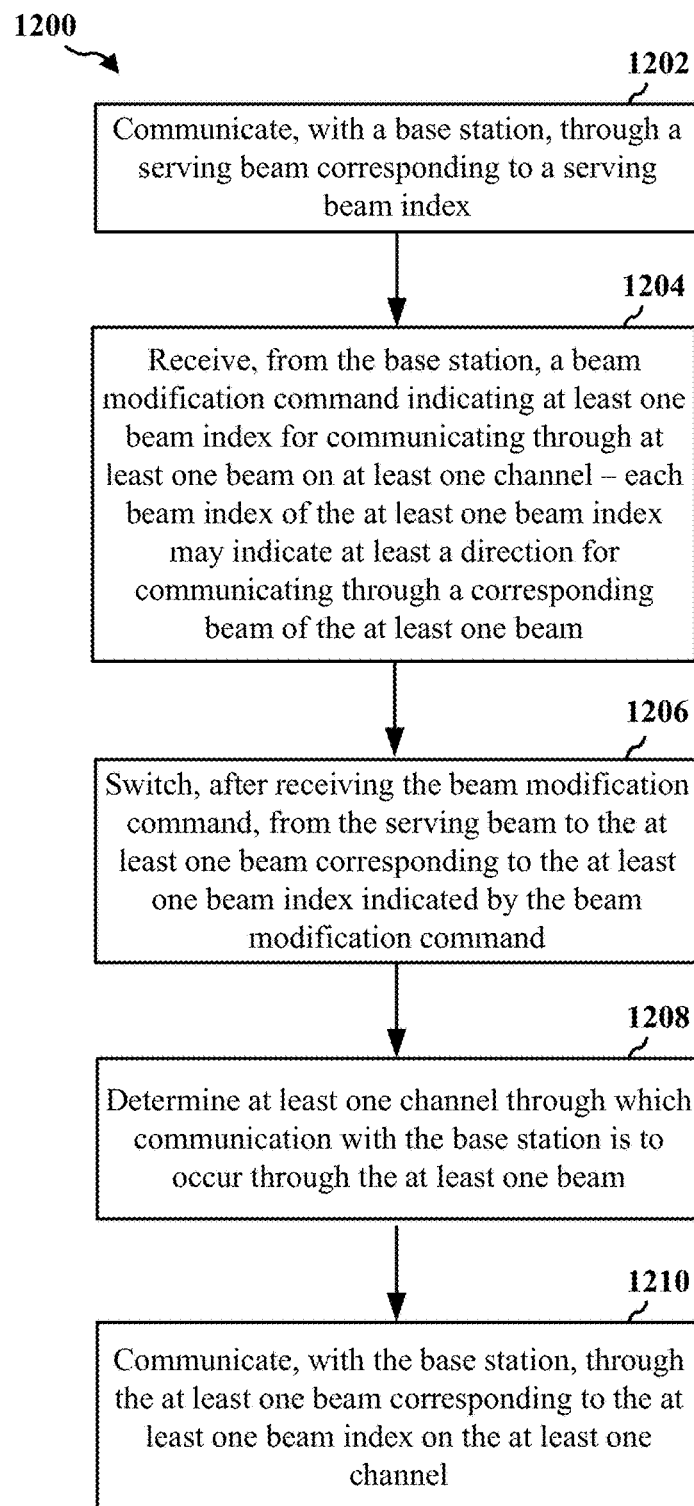 1200
1202
Communicate, with a base station, through a
serving beam corresponding to a serving
beam index
1204
Receive, from the base station, a beam
modification command indicating at least one
beam index for communicating through at
least one beam on at least one channel – each
beam index of the at least one beam index
may indicate at least a direction for
communicating through a corresponding
beam of the at least one beam
1206
Switch, after receiving the beam modification
command, from the serving beam to the at
least one beam corresponding to the at least
one beam index indicated by the beam
modification command
1208
Determine at least one channel through which
communication with the base station is to
occur through the at least one beam
1210
Communicate, with the base station, through
the at least one beam corresponding to the at
least one beam index on the at least one
channel